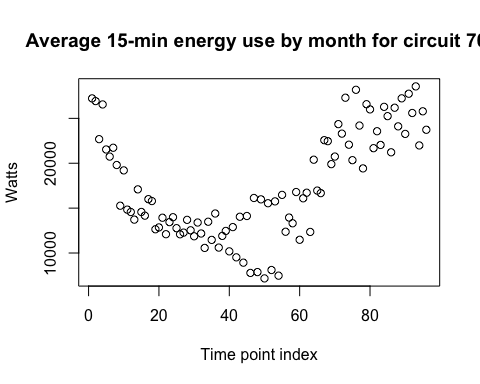 Average 15-min energy use by month for circuit 70
Watts
20000
10000
0
20
40
60
80
Time point index